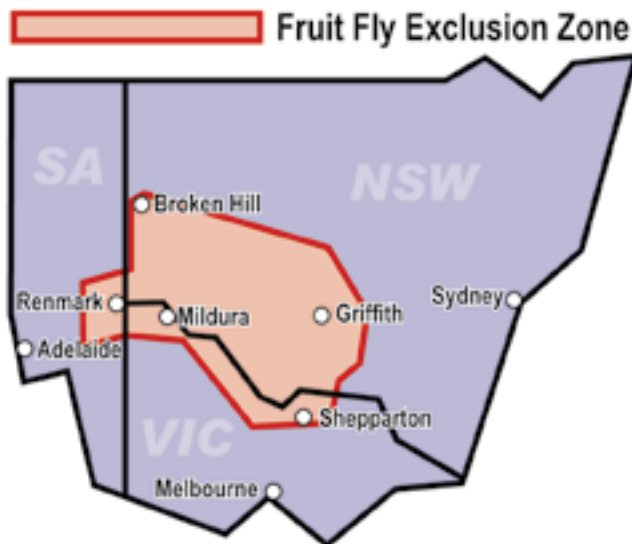 Fruit Fly Exclusion Zone
SA
NSW
Broken Hill
Renmark
Mildura
Griffith
Sydney
Adelaide
Shepparton
VIC
Melbourne